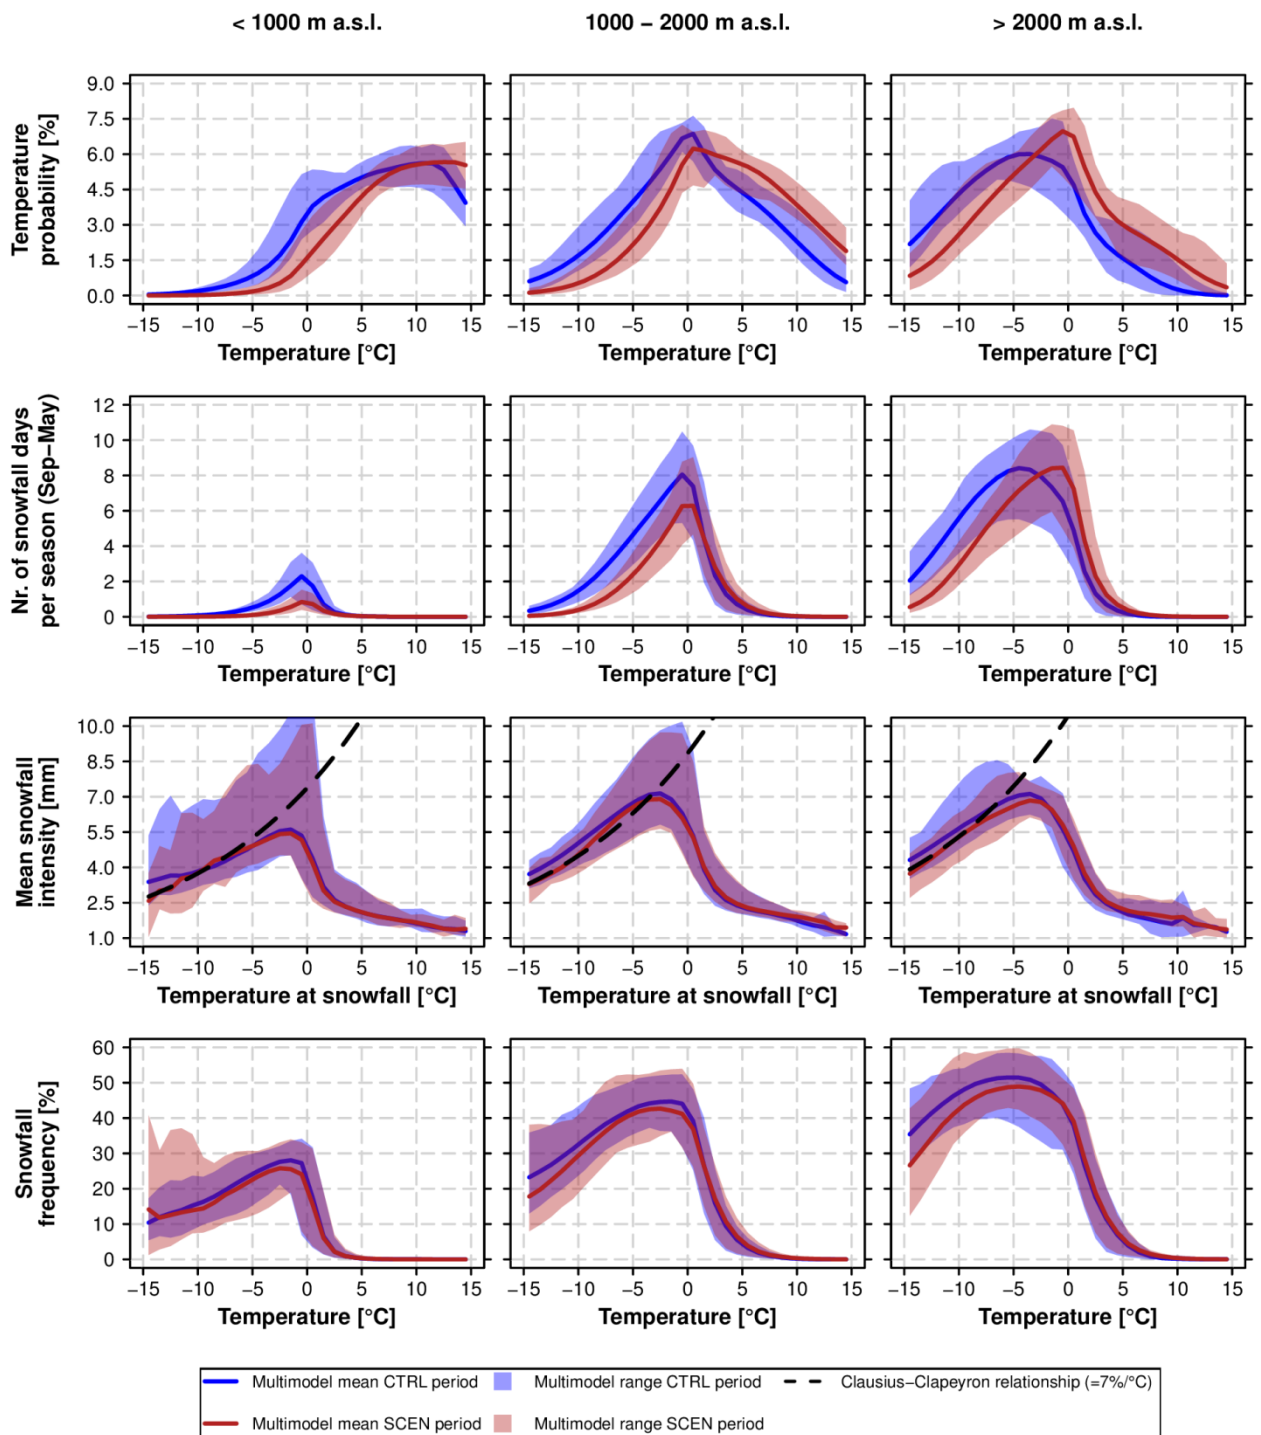 < 1000 m a.s.l.
1000 – 2000 m a.s.l.
> 2000 m a.s.l.
Temperature
probability [%]
9.0
7.5
6.0
4.5
3.0
1.5
0.0
−15 −10 −5 0 5 10 15
−15 −10 −5 0 5 10 15
−15 −10 −5 0 5 10 15
Temperature [°C]
Temperature [°C]
Temperature [°C]
Nr. of snowfall days
per season (Sep−May)
12
10
8
6
4
2
0
−15 −10 −5 0 5 10 15
−15 −10 −5 0 5 10 15
−15 −10 −5 0 5 10 15
Temperature [°C]
Temperature [°C]
Temperature [°C]
Mean snowfall
intensity [mm]
10.0
8.5
7.0
5.5
4.0
2.5
1.0
−15 −10 −5 0 5 10 15
−15 −10 −5 0 5 10 15
−15 −10 −5 0 5 10 15
Temperature at snowfall [°C]
Temperature at snowfall [°C]
Temperature at snowfall [°C]
Snowfall
frequency [%]
60
50
40
30
20
10
0
−15 −10 −5 0 5 10 15
−15 −10 −5 0 5 10 15
−15 −10 −5 0 5 10 15
Temperature [°C]
Temperature [°C]
Temperature [°C]
Multimodel mean CTRL period
Multimodel range CTRL period
Clausius−Clapeyron relationship (=7%/°C)
Multimodel mean SCEN period
Multimodel range SCEN period